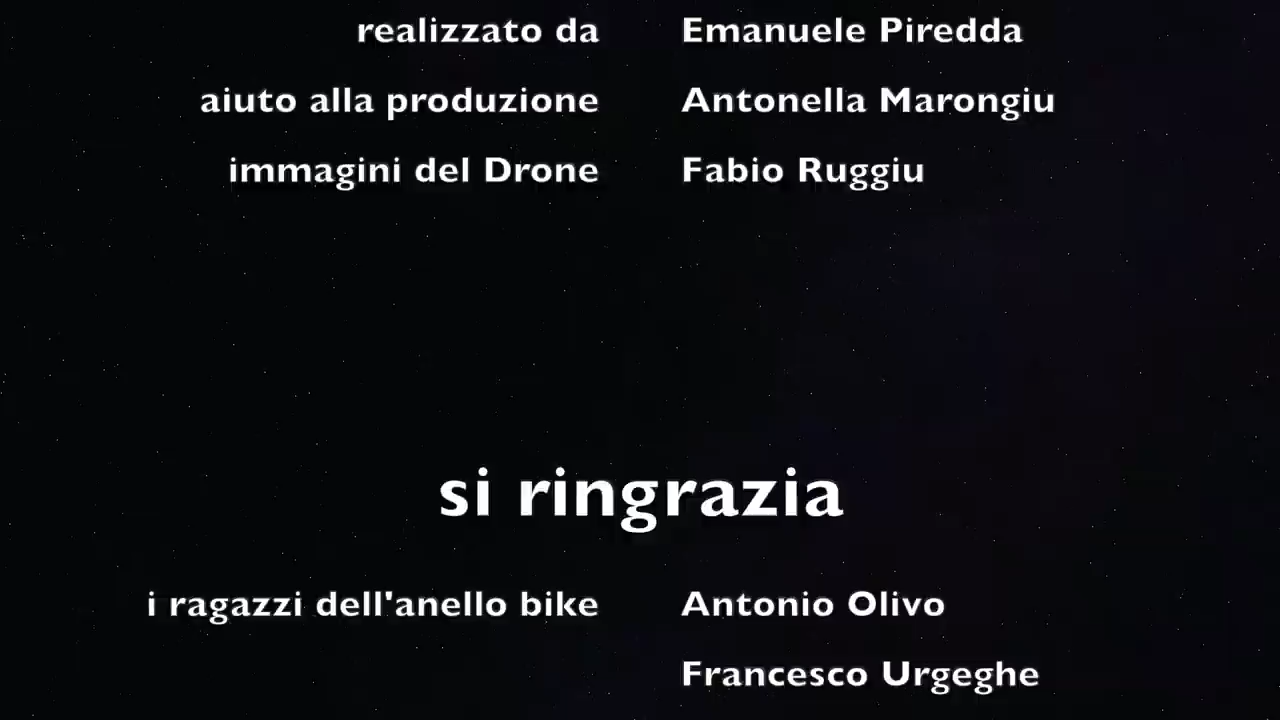 realizzato da Emanuele Piredda
aiuto alla produzione Antonella Marongiu
immagini del Drone Fabio Ruggiu
si ringrazia
i ragazzi dell'anello bike Antonio Olivo
Francesco Urgeghe